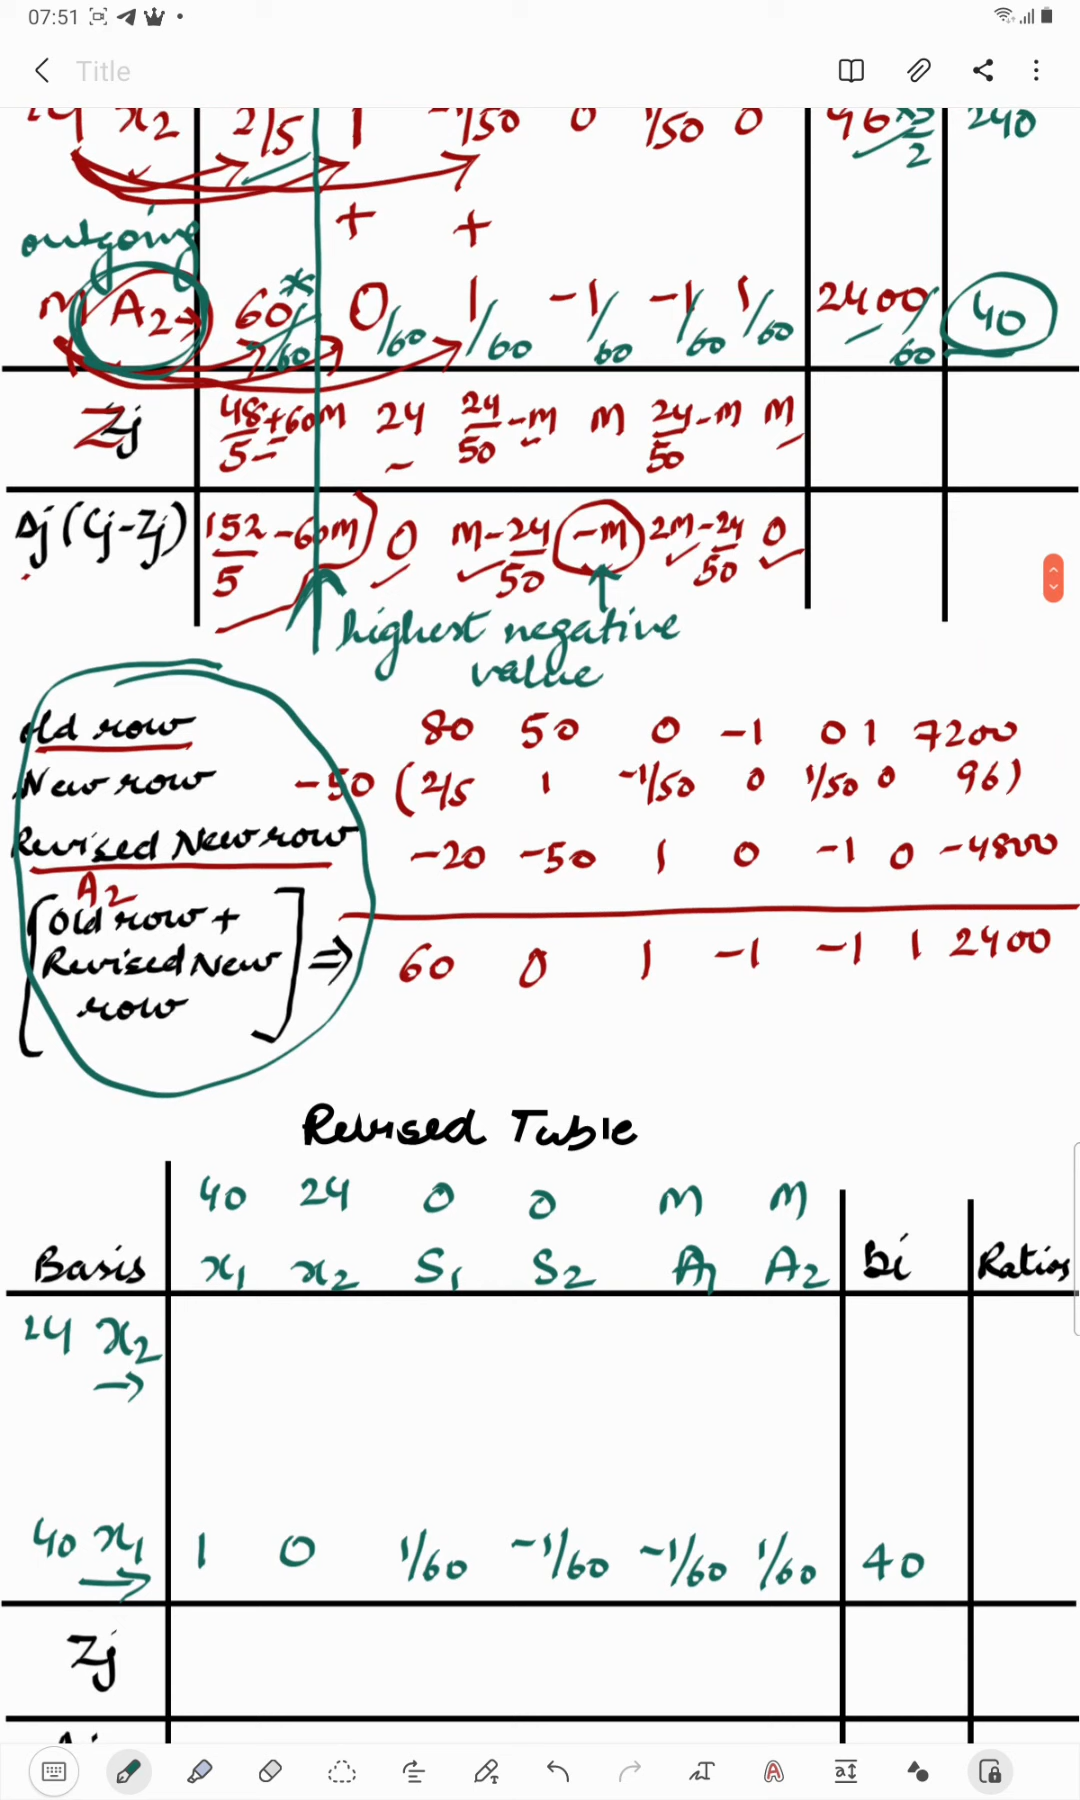 07:51
Title
24 x2 2/5 1 -1/50 0 1/50 0 96 x5/2 240
+ +
outgoing
M A2→ 60*/60 0/60 1/60 -1/60 -1/60 1/60 2400/60 40
Zj 48/5+60M 24 24/50-M M 24/50-M M
Δj(Cj-Zj) 152/5-60M) 0 M-24/50 -M 2M-24/50 0
highest negative
value
old row 80 50 0 -1 0 1 7200
New row -50 (2/5 1 -1/50 0 1/50 0 96)
Revised New row -20 -50 1 0 -1 0 -4800
A2
[Old row +
Revised New
row] ⇒ 60 0 1 -1 -1 1 2400
Revised Table
40 24 0 0 M M
Basis x1 x2 S1 S2 A1 A2 bi Ratios
24 x2
→
40 x1 1 0 1/60 -1/60 -1/60 1/60 40
→
Zj